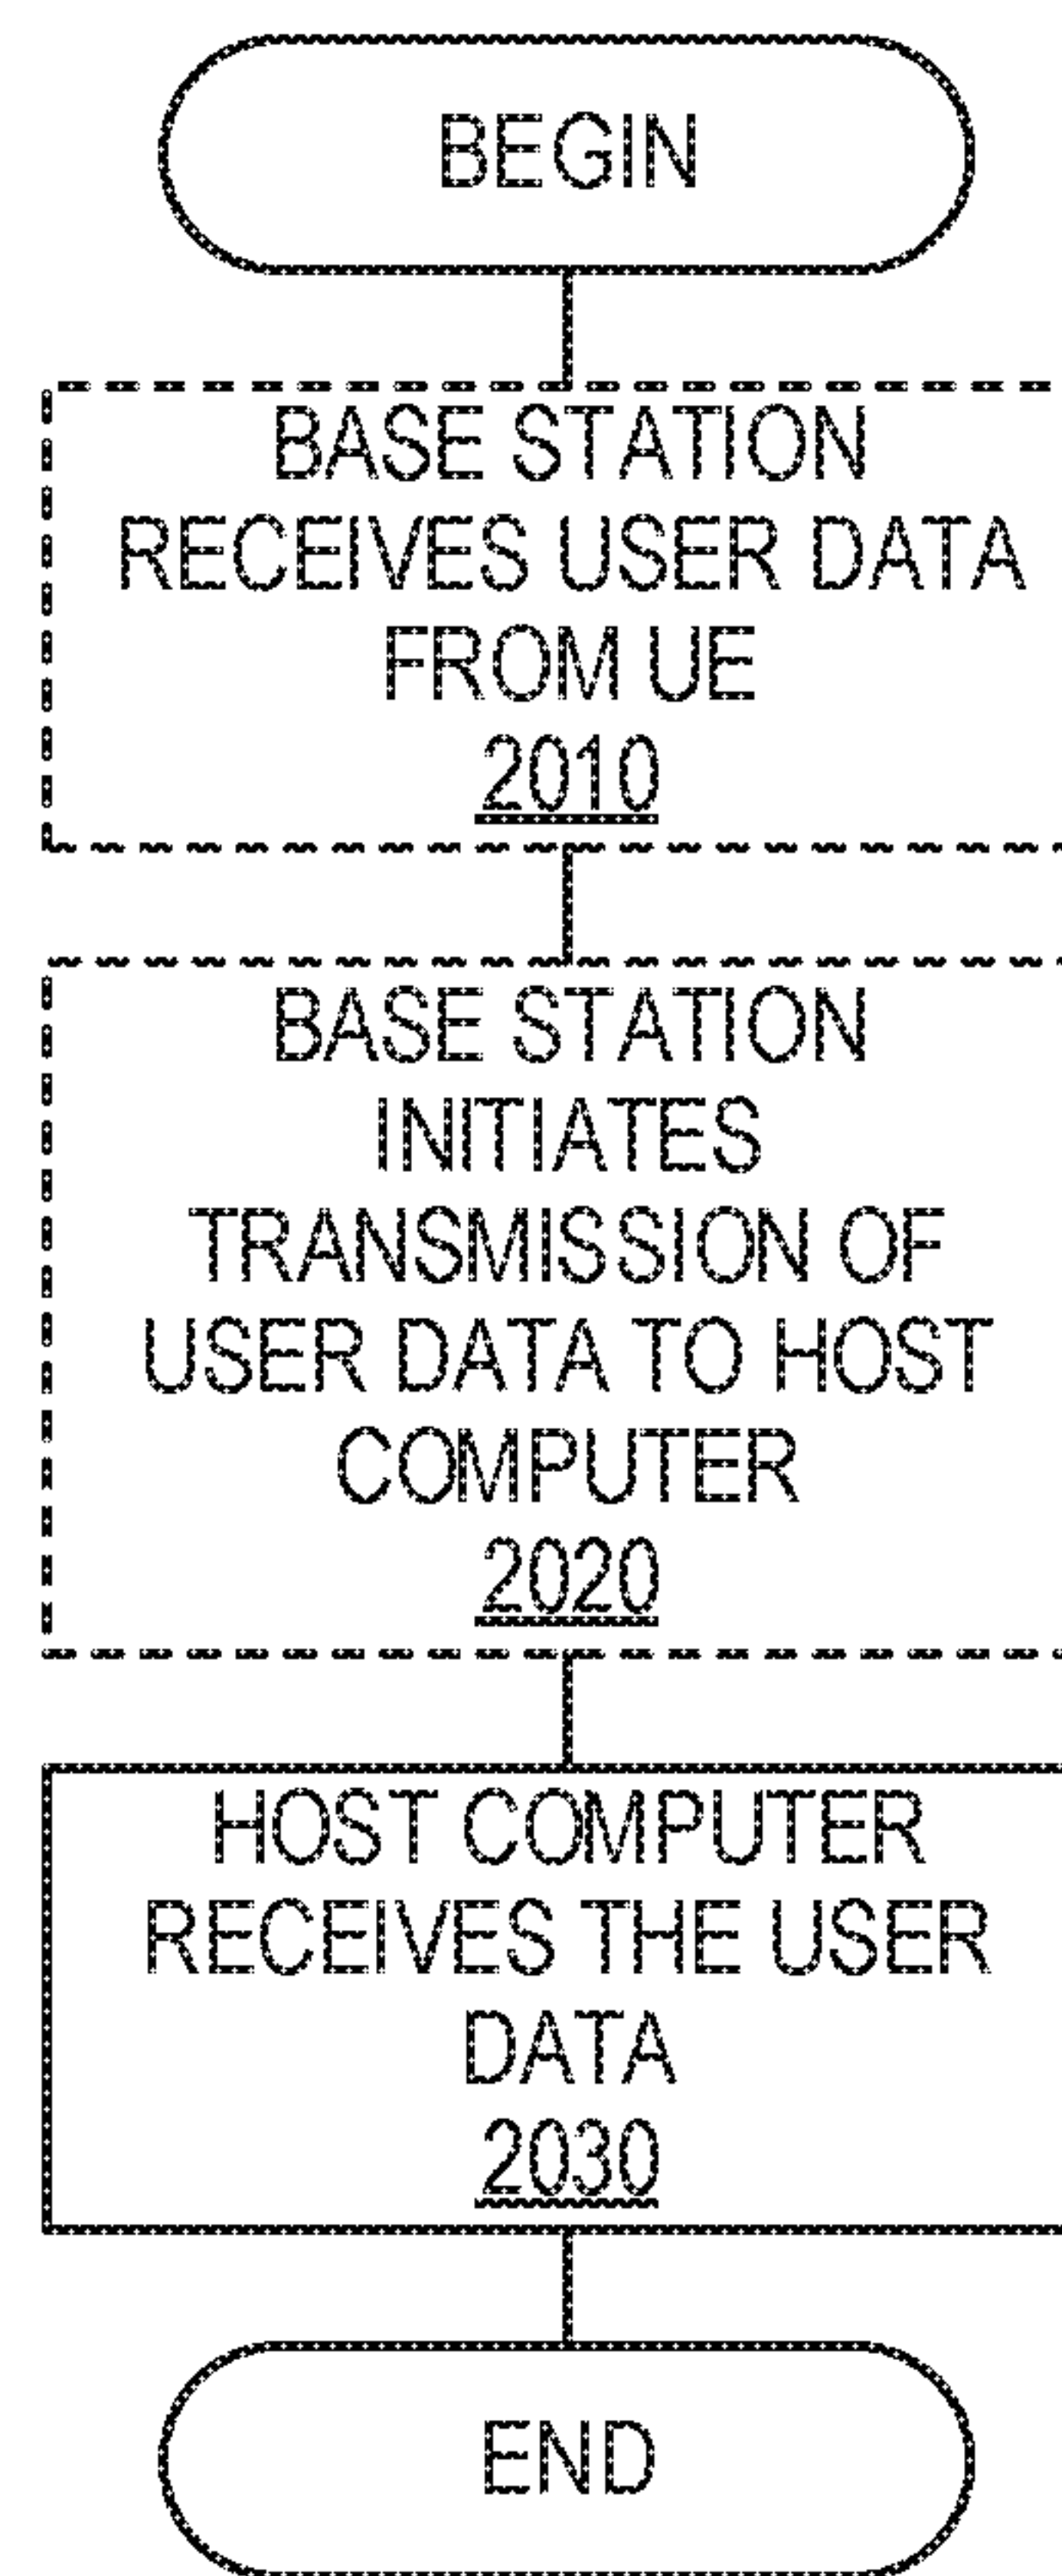 BEGIN
BASE STATION
RECEIVES USER DATA
FROM UE
2010
BASE STATION
INITIATES
TRANSMISSION OF
USER DATA TO HOST
COMPUTER
2020
HOST COMPUTER
RECEIVES THE USER
DATA
2030
END